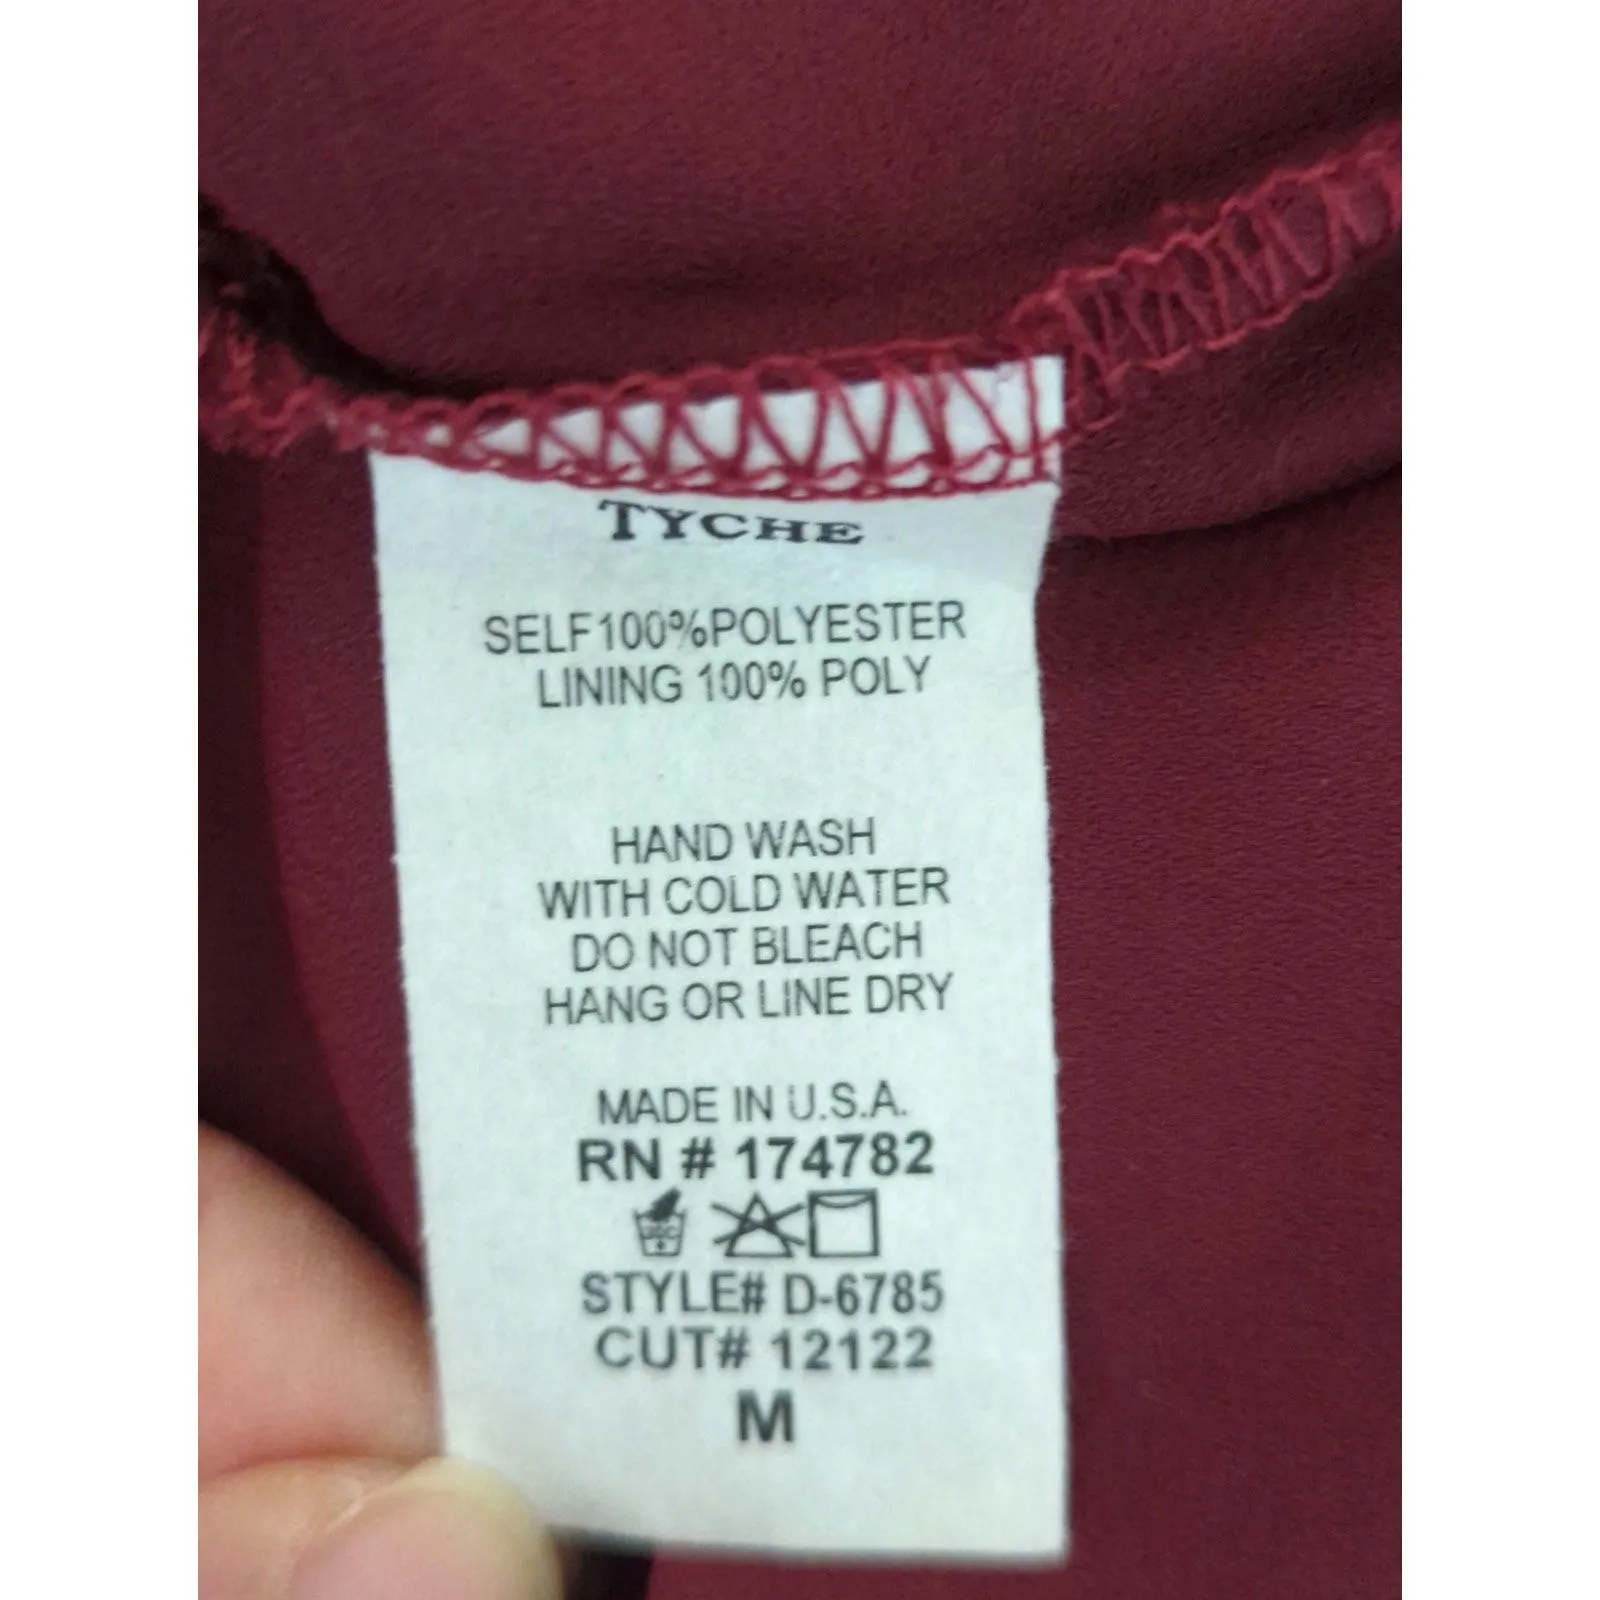 TYCHE
SELF100%POLYESTER
LINING 100% POLY
HAND WASH
WITH COLD WATER
DO NOT BLEACH
HANG OR LINE DRY
MADE IN U.S.A.
RN # 174782
STYLE# D-6785
CUT# 12122
M